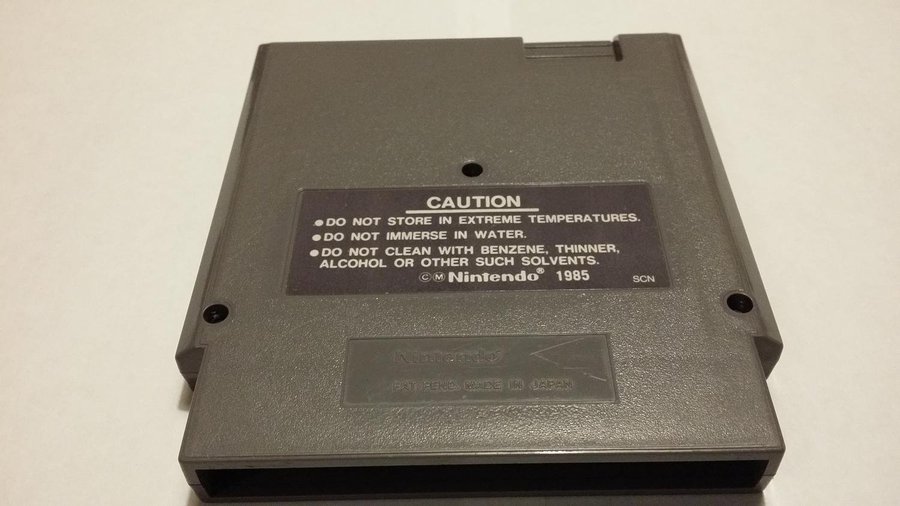 CAUTION
•DO NOT STORE IN EXTREME TEMPERATURES.
•DO NOT IMMERSE IN WATER.
•DO NOT CLEAN WITH BENZENE, THINNER,
ALCOHOL OR OTHER SUCH SOLVENTS.
©Ⓜ Nintendo® 1985 SCN
Nintendo
PAT. PEND. MADE IN JAPAN